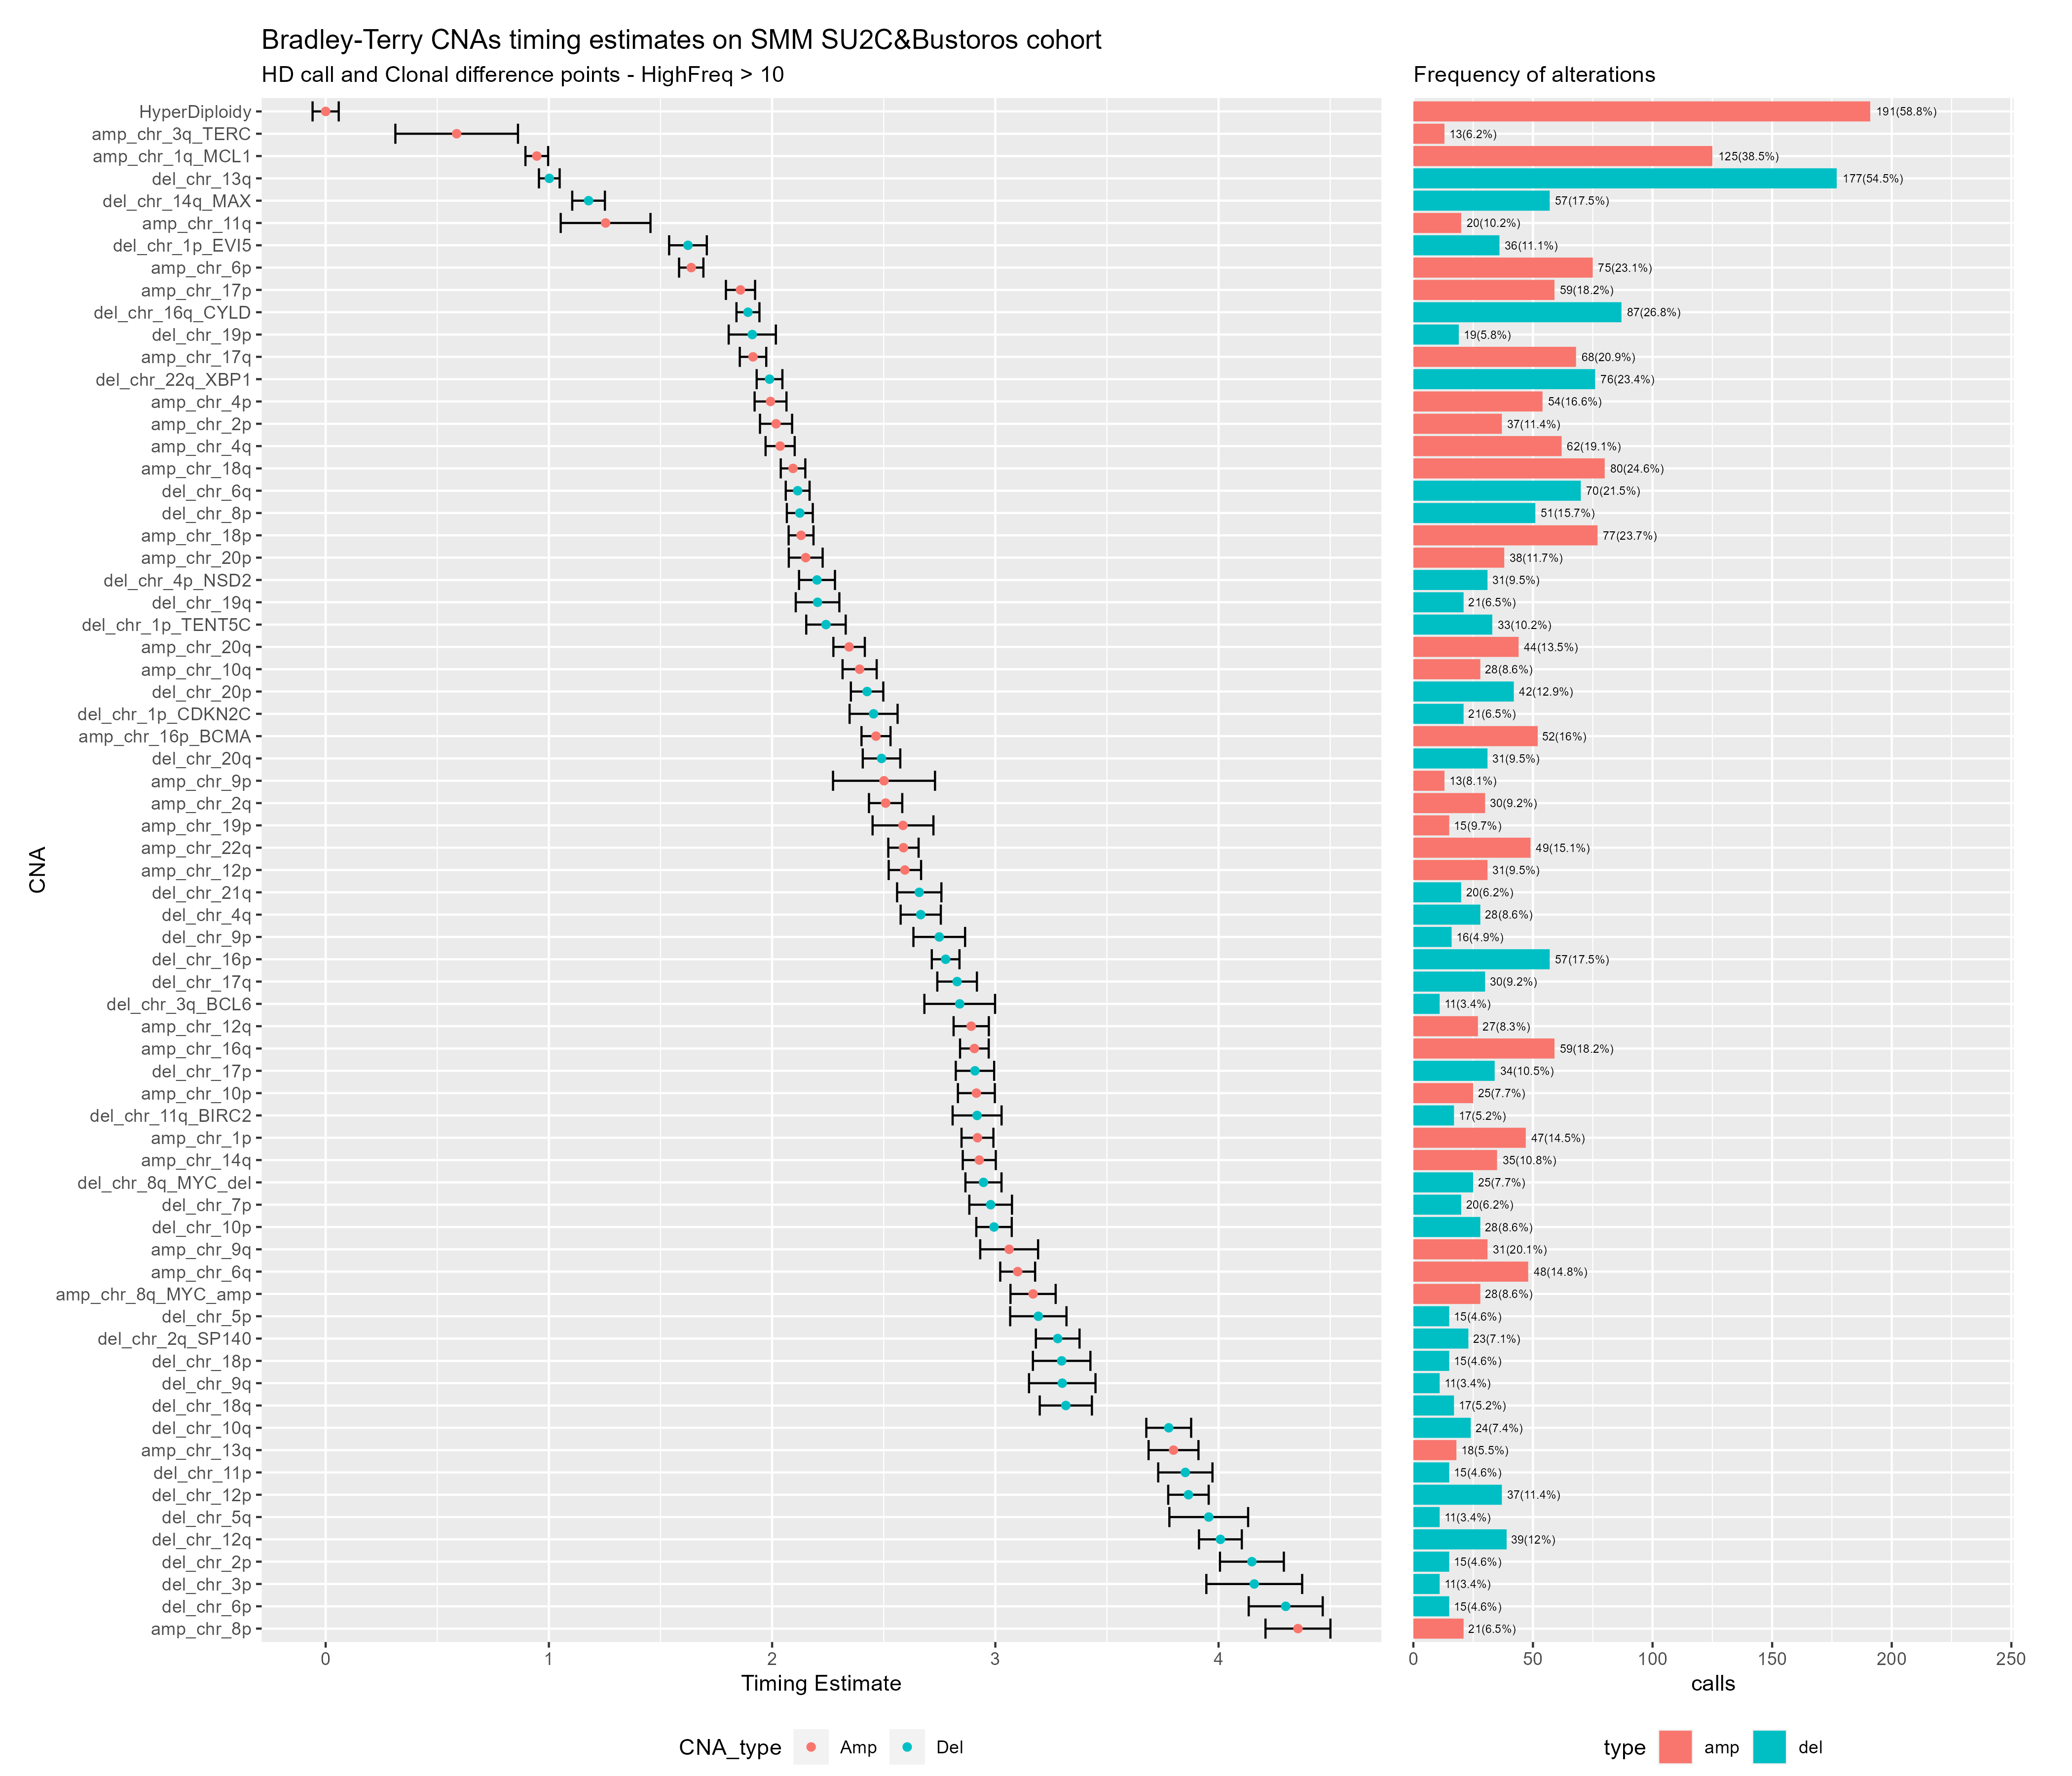 Bradley-Terry CNAs timing estimates on SMM SU2C&Bustoros cohort
HD call and Clonal difference points - HighFreq > 10
Frequency of alterations
CNA
HyperDiploidy 191(58.8%)
amp_chr_3q_TERC 13(6.2%)
amp_chr_1q_MCL1 125(38.5%)
del_chr_13q 177(54.5%)
del_chr_14q_MAX 57(17.5%)
amp_chr_11q 20(10.2%)
del_chr_1p_EVI5 36(11.1%)
amp_chr_6p 75(23.1%)
amp_chr_17p 59(18.2%)
del_chr_16q_CYLD 87(26.8%)
del_chr_19p 19(5.8%)
amp_chr_17q 68(20.9%)
del_chr_22q_XBP1 76(23.4%)
amp_chr_4p 54(16.6%)
amp_chr_2p 37(11.4%)
amp_chr_4q 62(19.1%)
amp_chr_18q 80(24.6%)
del_chr_6q 70(21.5%)
del_chr_8p 51(15.7%)
amp_chr_18p 77(23.7%)
amp_chr_20p 38(11.7%)
del_chr_4p_NSD2 31(9.5%)
del_chr_19q 21(6.5%)
del_chr_1p_TENT5C 33(10.2%)
amp_chr_20q 44(13.5%)
amp_chr_10q 28(8.6%)
del_chr_20p 42(12.9%)
del_chr_1p_CDKN2C 21(6.5%)
amp_chr_16p_BCMA 52(16%)
del_chr_20q 31(9.5%)
amp_chr_9p 13(8.1%)
amp_chr_2q 30(9.2%)
amp_chr_19p 15(9.7%)
amp_chr_22q 49(15.1%)
amp_chr_12p 31(9.5%)
del_chr_21q 20(6.2%)
del_chr_4q 28(8.6%)
del_chr_9p 16(4.9%)
del_chr_16p 57(17.5%)
del_chr_17q 30(9.2%)
del_chr_3q_BCL6 11(3.4%)
amp_chr_12q 27(8.3%)
amp_chr_16q 59(18.2%)
del_chr_17p 34(10.5%)
amp_chr_10p 25(7.7%)
del_chr_11q_BIRC2 17(5.2%)
amp_chr_1p 47(14.5%)
amp_chr_14q 35(10.8%)
del_chr_8q_MYC_del 25(7.7%)
del_chr_7p 20(6.2%)
del_chr_10p 28(8.6%)
amp_chr_9q 31(20.1%)
amp_chr_6q 48(14.8%)
amp_chr_8q_MYC_amp 28(8.6%)
del_chr_5p 15(4.6%)
del_chr_2q_SP140 23(7.1%)
del_chr_18p 15(4.6%)
del_chr_9q 11(3.4%)
del_chr_18q 17(5.2%)
del_chr_10q 24(7.4%)
amp_chr_13q 18(5.5%)
del_chr_11p 15(4.6%)
del_chr_12p 37(11.4%)
del_chr_5q 11(3.4%)
del_chr_12q 39(12%)
del_chr_2p 15(4.6%)
del_chr_3p 11(3.4%)
del_chr_6p 15(4.6%)
amp_chr_8p 21(6.5%)
0 1 2 3 4
0 50 100 150 200 250
Timing Estimate
calls
CNA_type Amp Del
type amp del